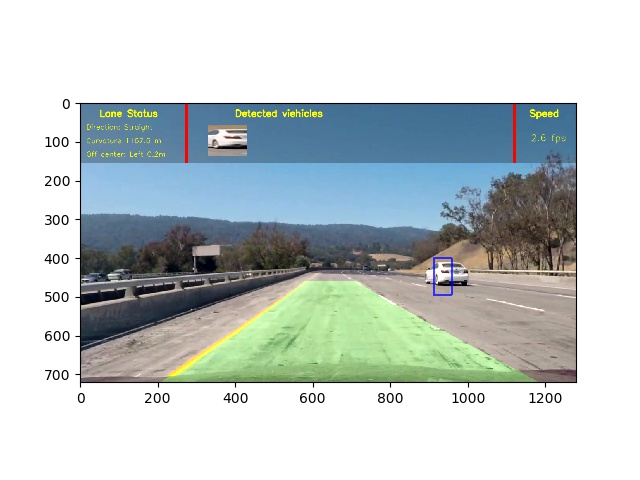 Lane Status
Detected viehicles
Speed
Direction: Straight
Curvature: 1167.5 m
2.6 fps
Off center: Left 0.2m
0
100
200
300
400
500
600
700
0
200
400
600
800
1000
1200